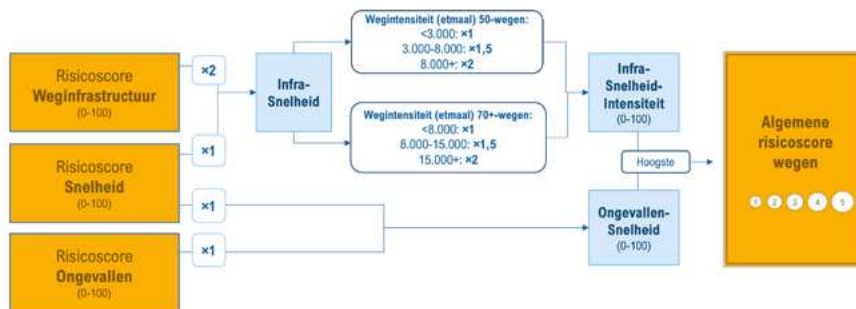 Risicoscore
Weginfrastructuur
(0-100)
×2
Risicoscore
Snelheid
(0-100)
×1
×1
Risicoscore
Ongevallen
(0-100)
×1
Infra-
Snelheid
Wegintensiteit (etmaal) 50-wegen:
<3.000: ×1
3.000-8.000: ×1,5
8.000+: ×2
Wegintensiteit (etmaal) 70+-wegen:
<8.000: ×1
8.000-15.000: ×1,5
15.000+: ×2
Infra-
Snelheid-
Intensiteit
(0-100)
Hoogste
Ongevallen-
Snelheid
(0-100)
Algemene
risicoscore
wegen
1 2 3 4 5